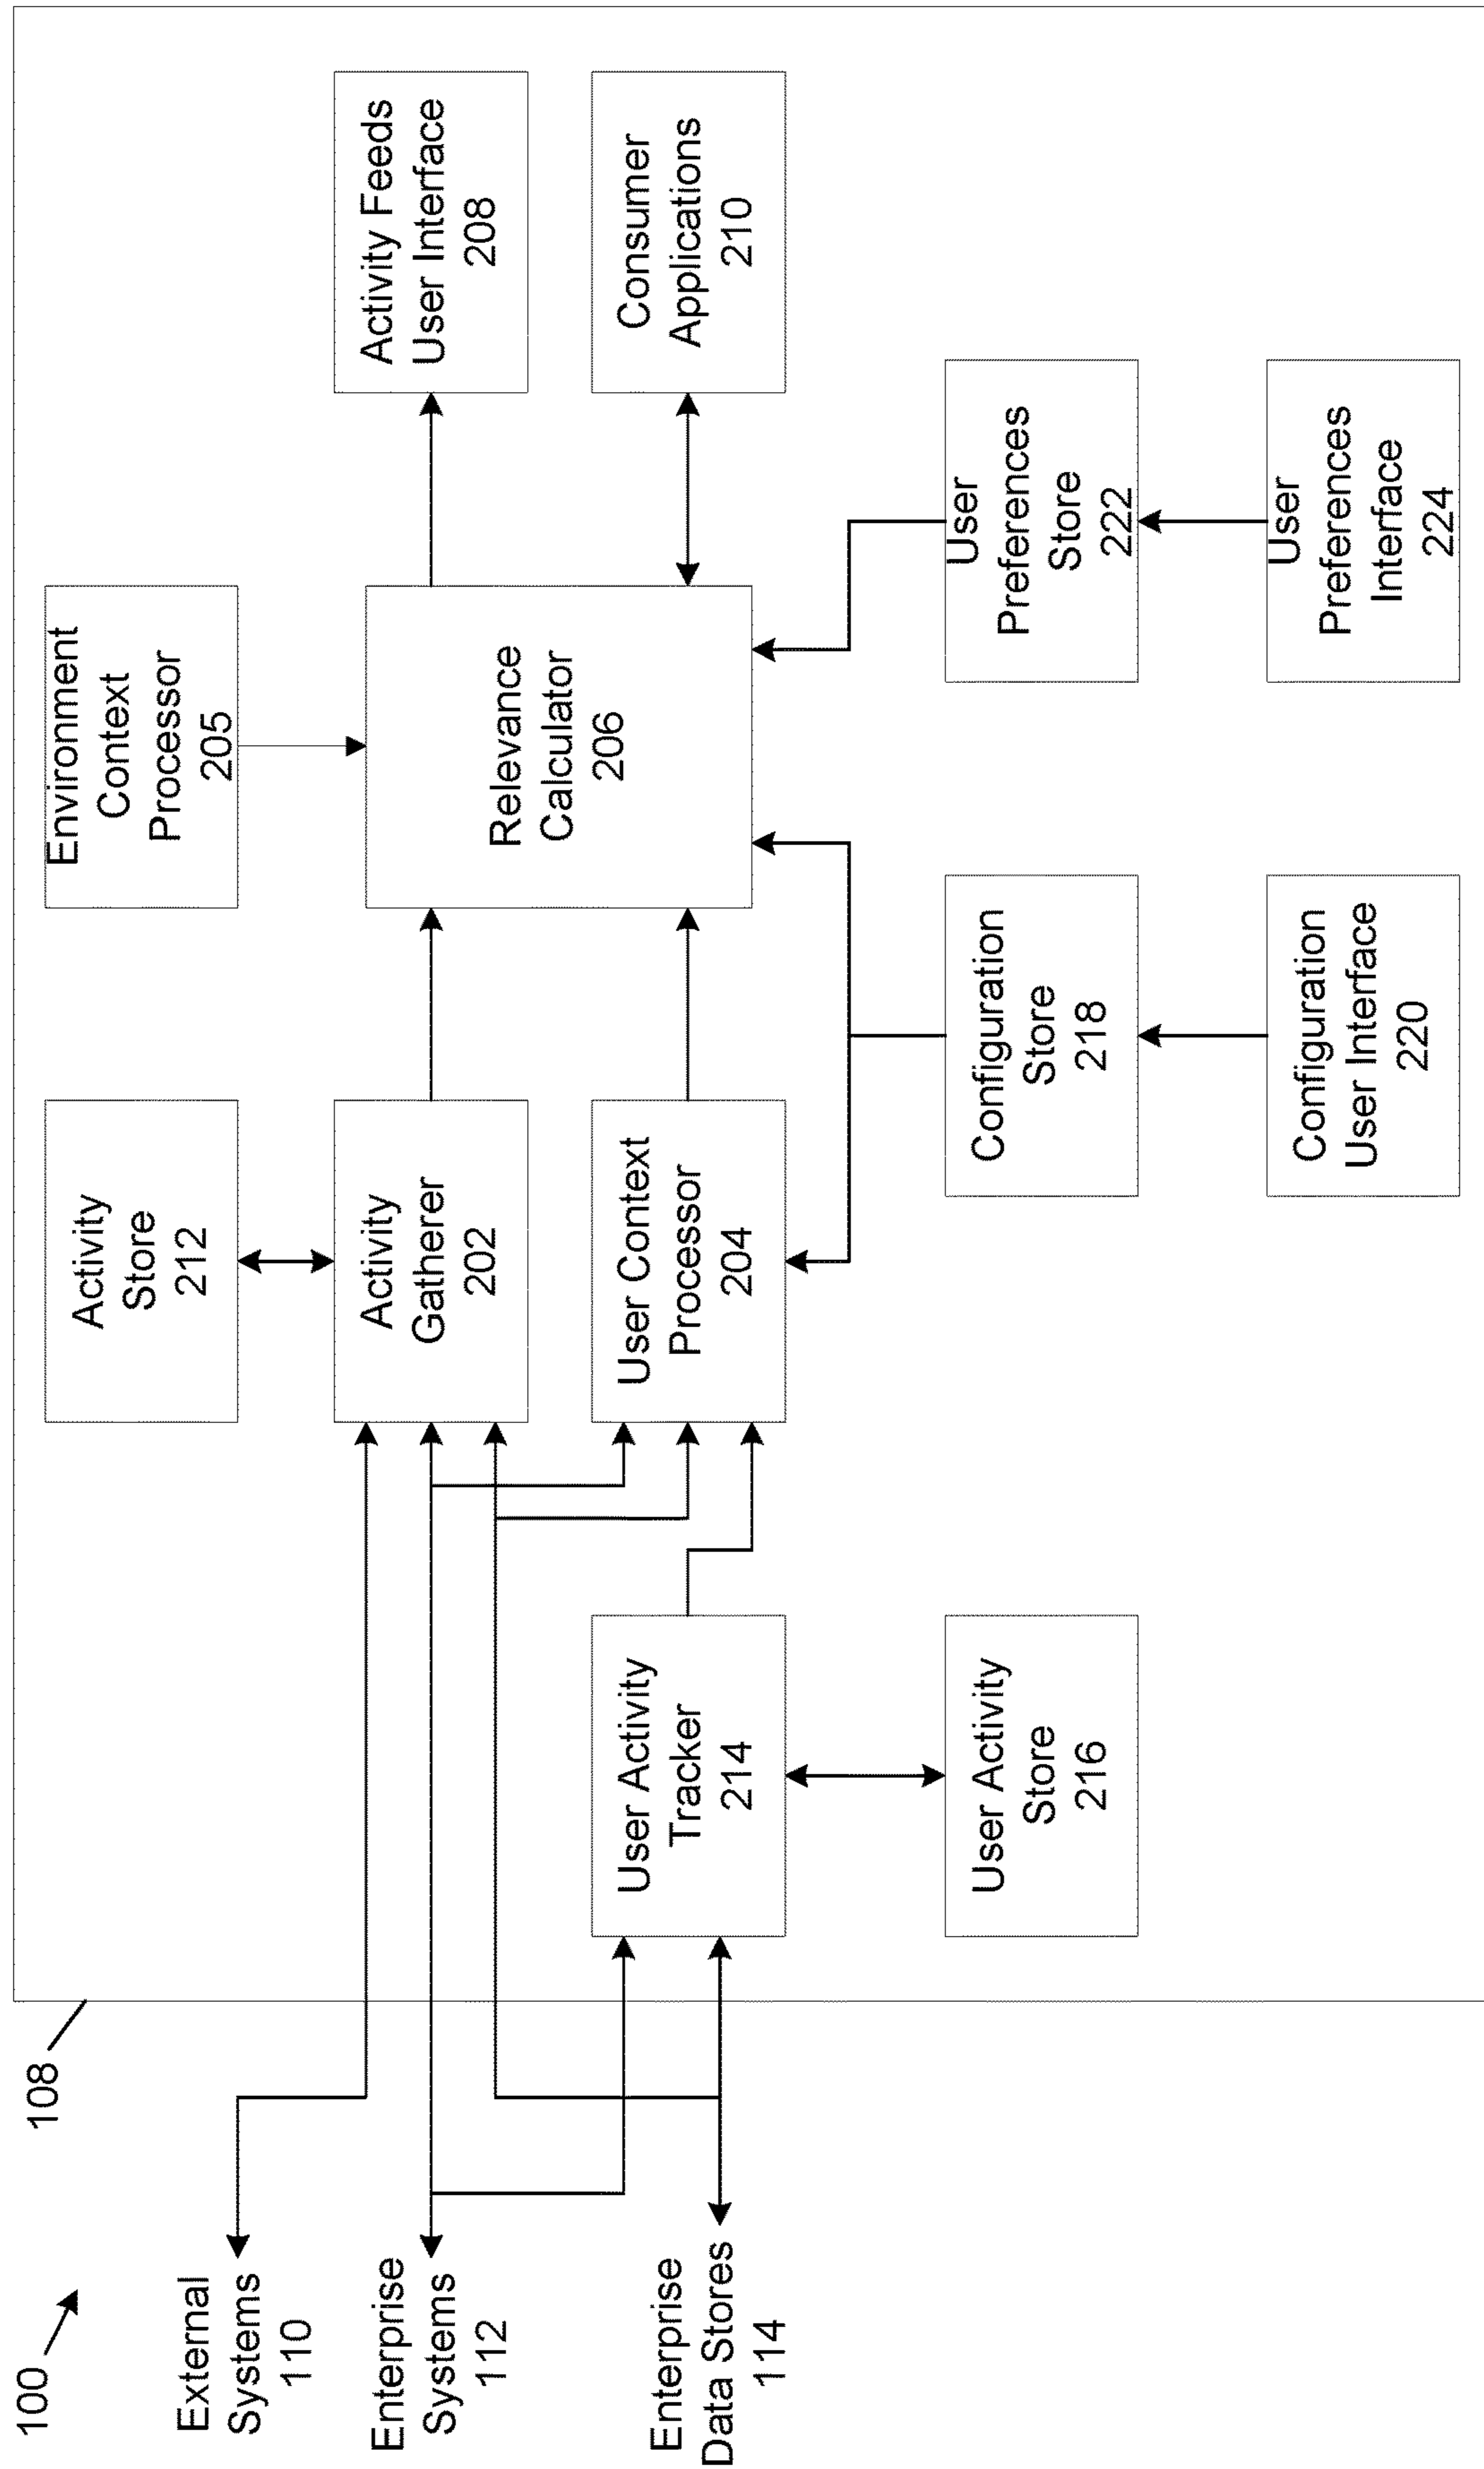 100
108
External
Systems
110
Enterprise
Systems
112
Enterprise
Data Stores
114
Activity
Store
212
Environment
Context
Processor
205
Activity
Gatherer
202
Relevance
Calculator
206
Activity Feeds
User Interface
208
User Activity
Tracker
214
User Context
Processor
204
Consumer
Applications
210
User Activity
Store
216
Configuration
Store
218
User
Preferences
Store
222
Configuration
User Interface
220
User
Preferences
Interface
224